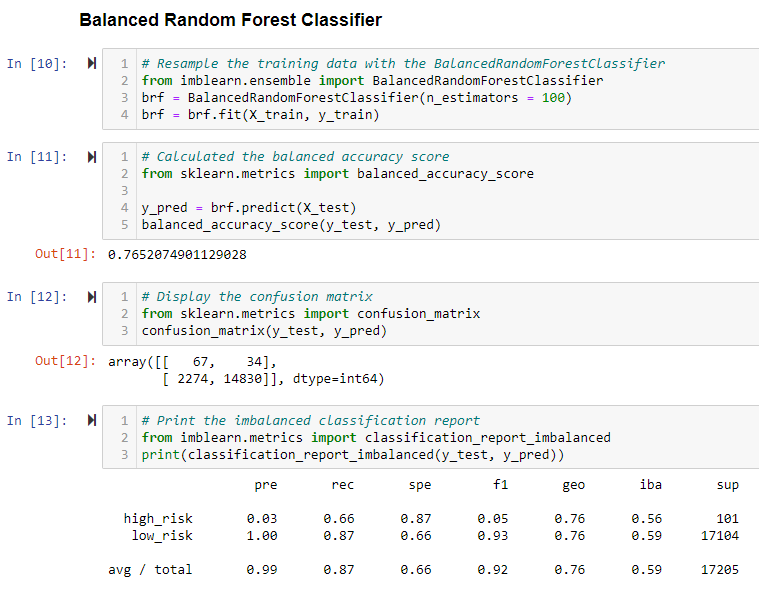 Balanced Random Forest Classifier
In [10]:
1 # Resample the training data with the BalancedRandomForestClassifier
2 from imblearn.ensemble import BalancedRandomForestClassifier
3 brf = BalancedRandomForestClassifier(n_estimators = 100)
4 brf = brf.fit(X_train, y_train)
In [11]:
1 # Calculated the balanced accuracy score
2 from sklearn.metrics import balanced_accuracy_score
3
4 y_pred = brf.predict(X_test)
5 balanced_accuracy_score(y_test, y_pred)
Out[11]: 0.7652074901129028
In [12]:
1 # Display the confusion matrix
2 from sklearn.metrics import confusion_matrix
3 confusion_matrix(y_test, y_pred)
Out[12]: array([[   67,    34],
       [ 2274, 14830]], dtype=int64)
In [13]:
1 # Print the imbalanced classification report
2 from imblearn.metrics import classification_report_imbalanced
3 print(classification_report_imbalanced(y_test, y_pred))
pre rec spe f1 geo iba sup
high_risk 0.03 0.66 0.87 0.05 0.76 0.56 101
low_risk 1.00 0.87 0.66 0.93 0.76 0.59 17104
avg / total 0.99 0.87 0.66 0.92 0.76 0.59 17205